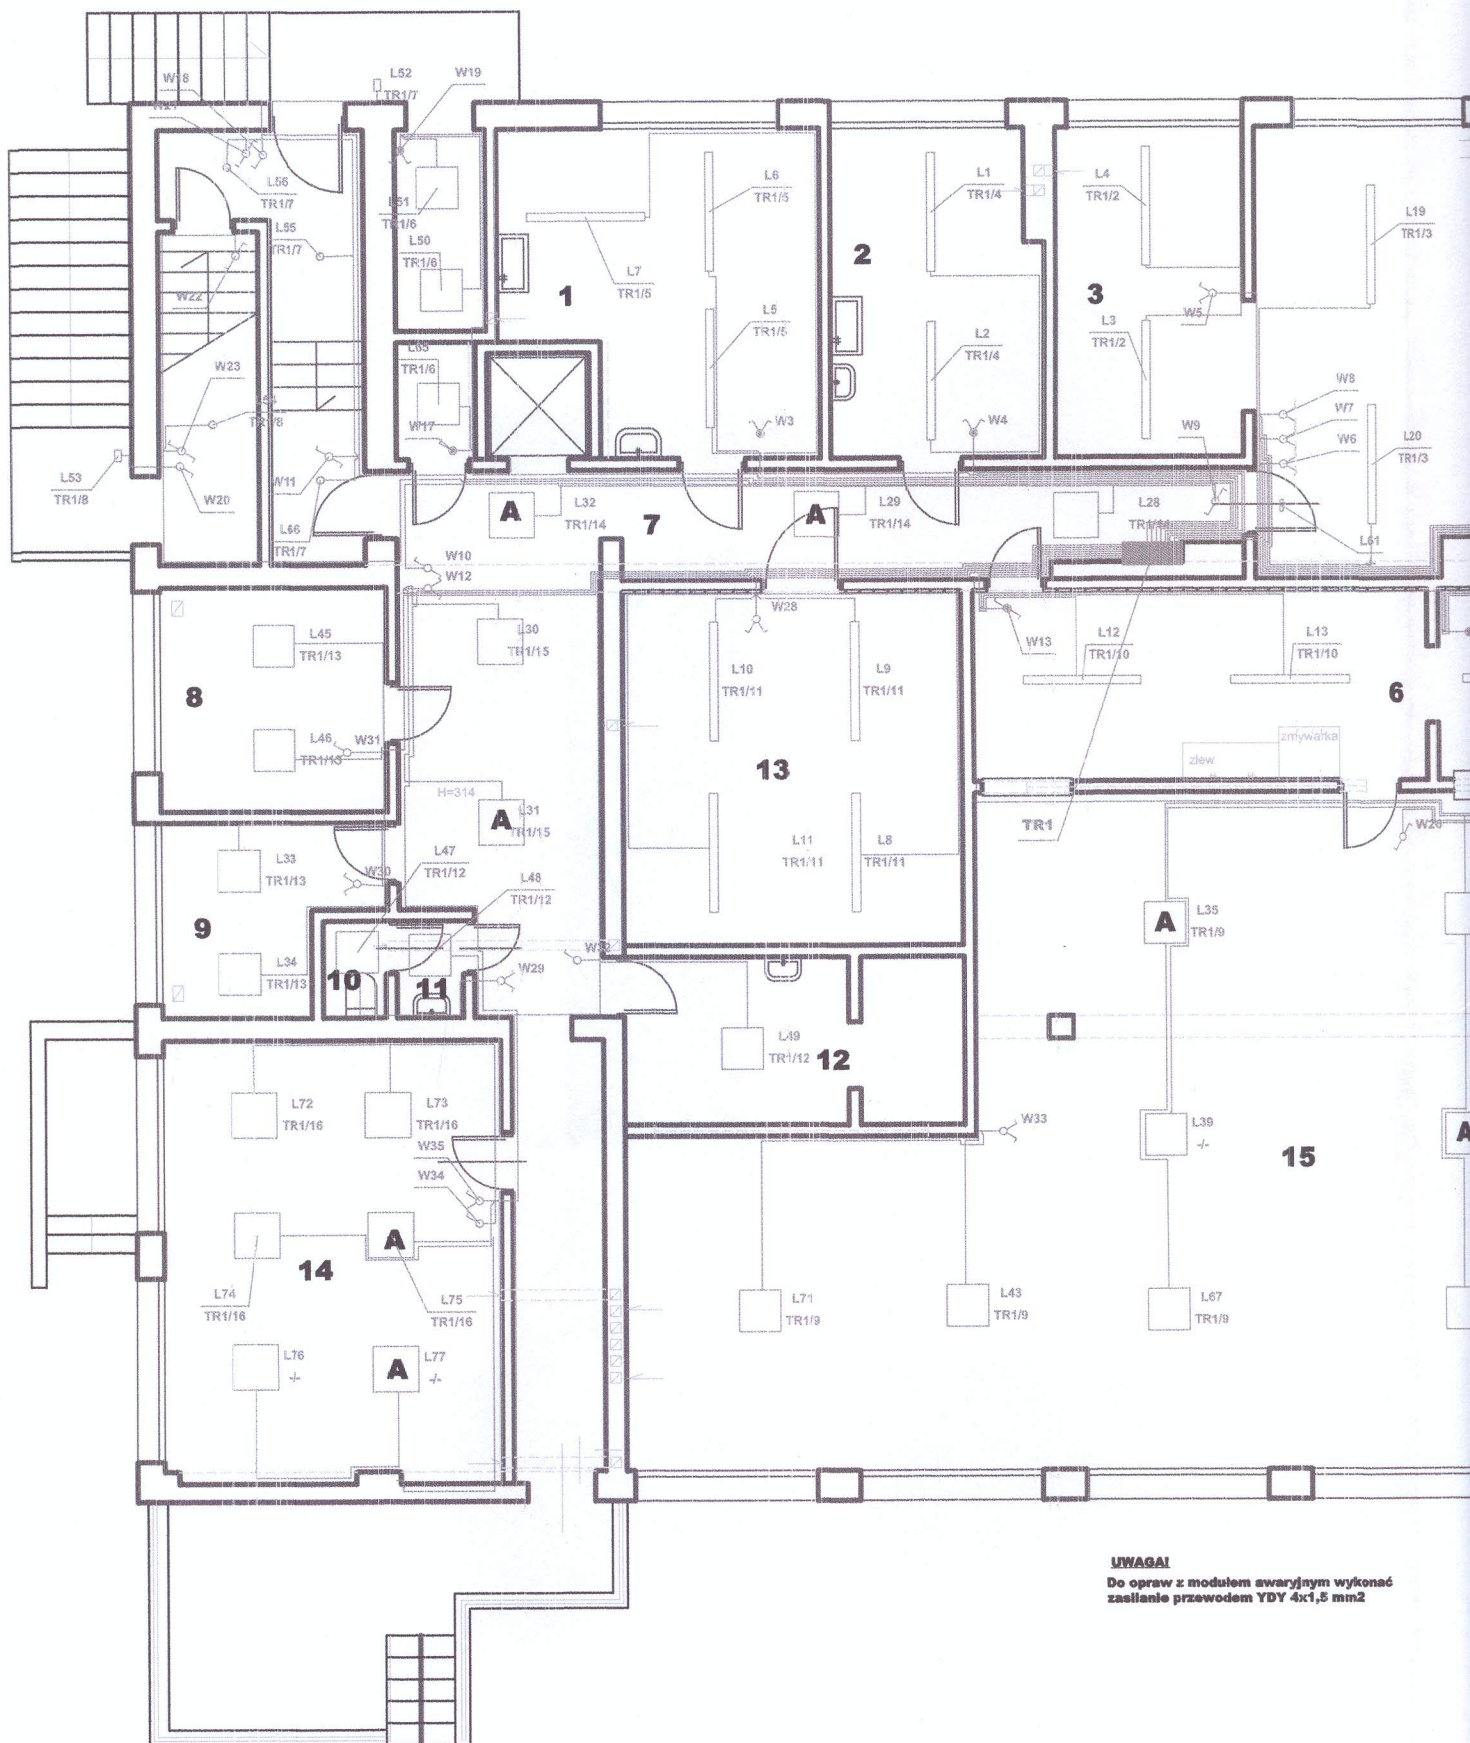 W18
L52
TR1/7
W19
L56
TR1/7
L51
TR1/6
L50
TR1/6
TR1/7
W22
L6
TR1/5
L7
TR1/5
L5
TR1/5
1
L1
TR1/4
2
L2
TR1/4
L4
TR1/2
3
W5
L3
TR1/2
L19
TR1/3
W23
L65
TR1/6
W17
W3
W4
W9
W8
W7
W6
L20
TR1/3
L53
TR1/8
W20
W11
L66
TR1/7
A
L32
TR1/14
7
A
L29
TR1/14
L28
L61
W10
W12
W28
W13
L45
TR1/13
8
L46
TR1/13
W31
L30
TR1/15
L10
TR1/11
L9
TR1/11
L12
TR1/10
L13
TR1/10
6
zmywarka
zlew
13
H=314
A
L31
TR1/15
L11
TR1/11
L8
TR1/11
TR1
W26
L33
TR1/13
W30
L47
TR1/12
L48
TR1/12
9
L34
TR1/13
10
11
W29
W32
A
L35
TR1/9
L49
TR1/12
12
L72
TR1/16
L73
TR1/16
W35
W34
W33
L39
-/-
15
A
14
A
L74
TR1/16
L75
TR1/16
L71
TR1/9
L43
TR1/9
L67
TR1/9
L76
-/-
A
L77
-/-
UWAGA!
Do opraw z modułem awaryjnym wykonać
zasilanie przewodem YDY 4x1,5 mm2